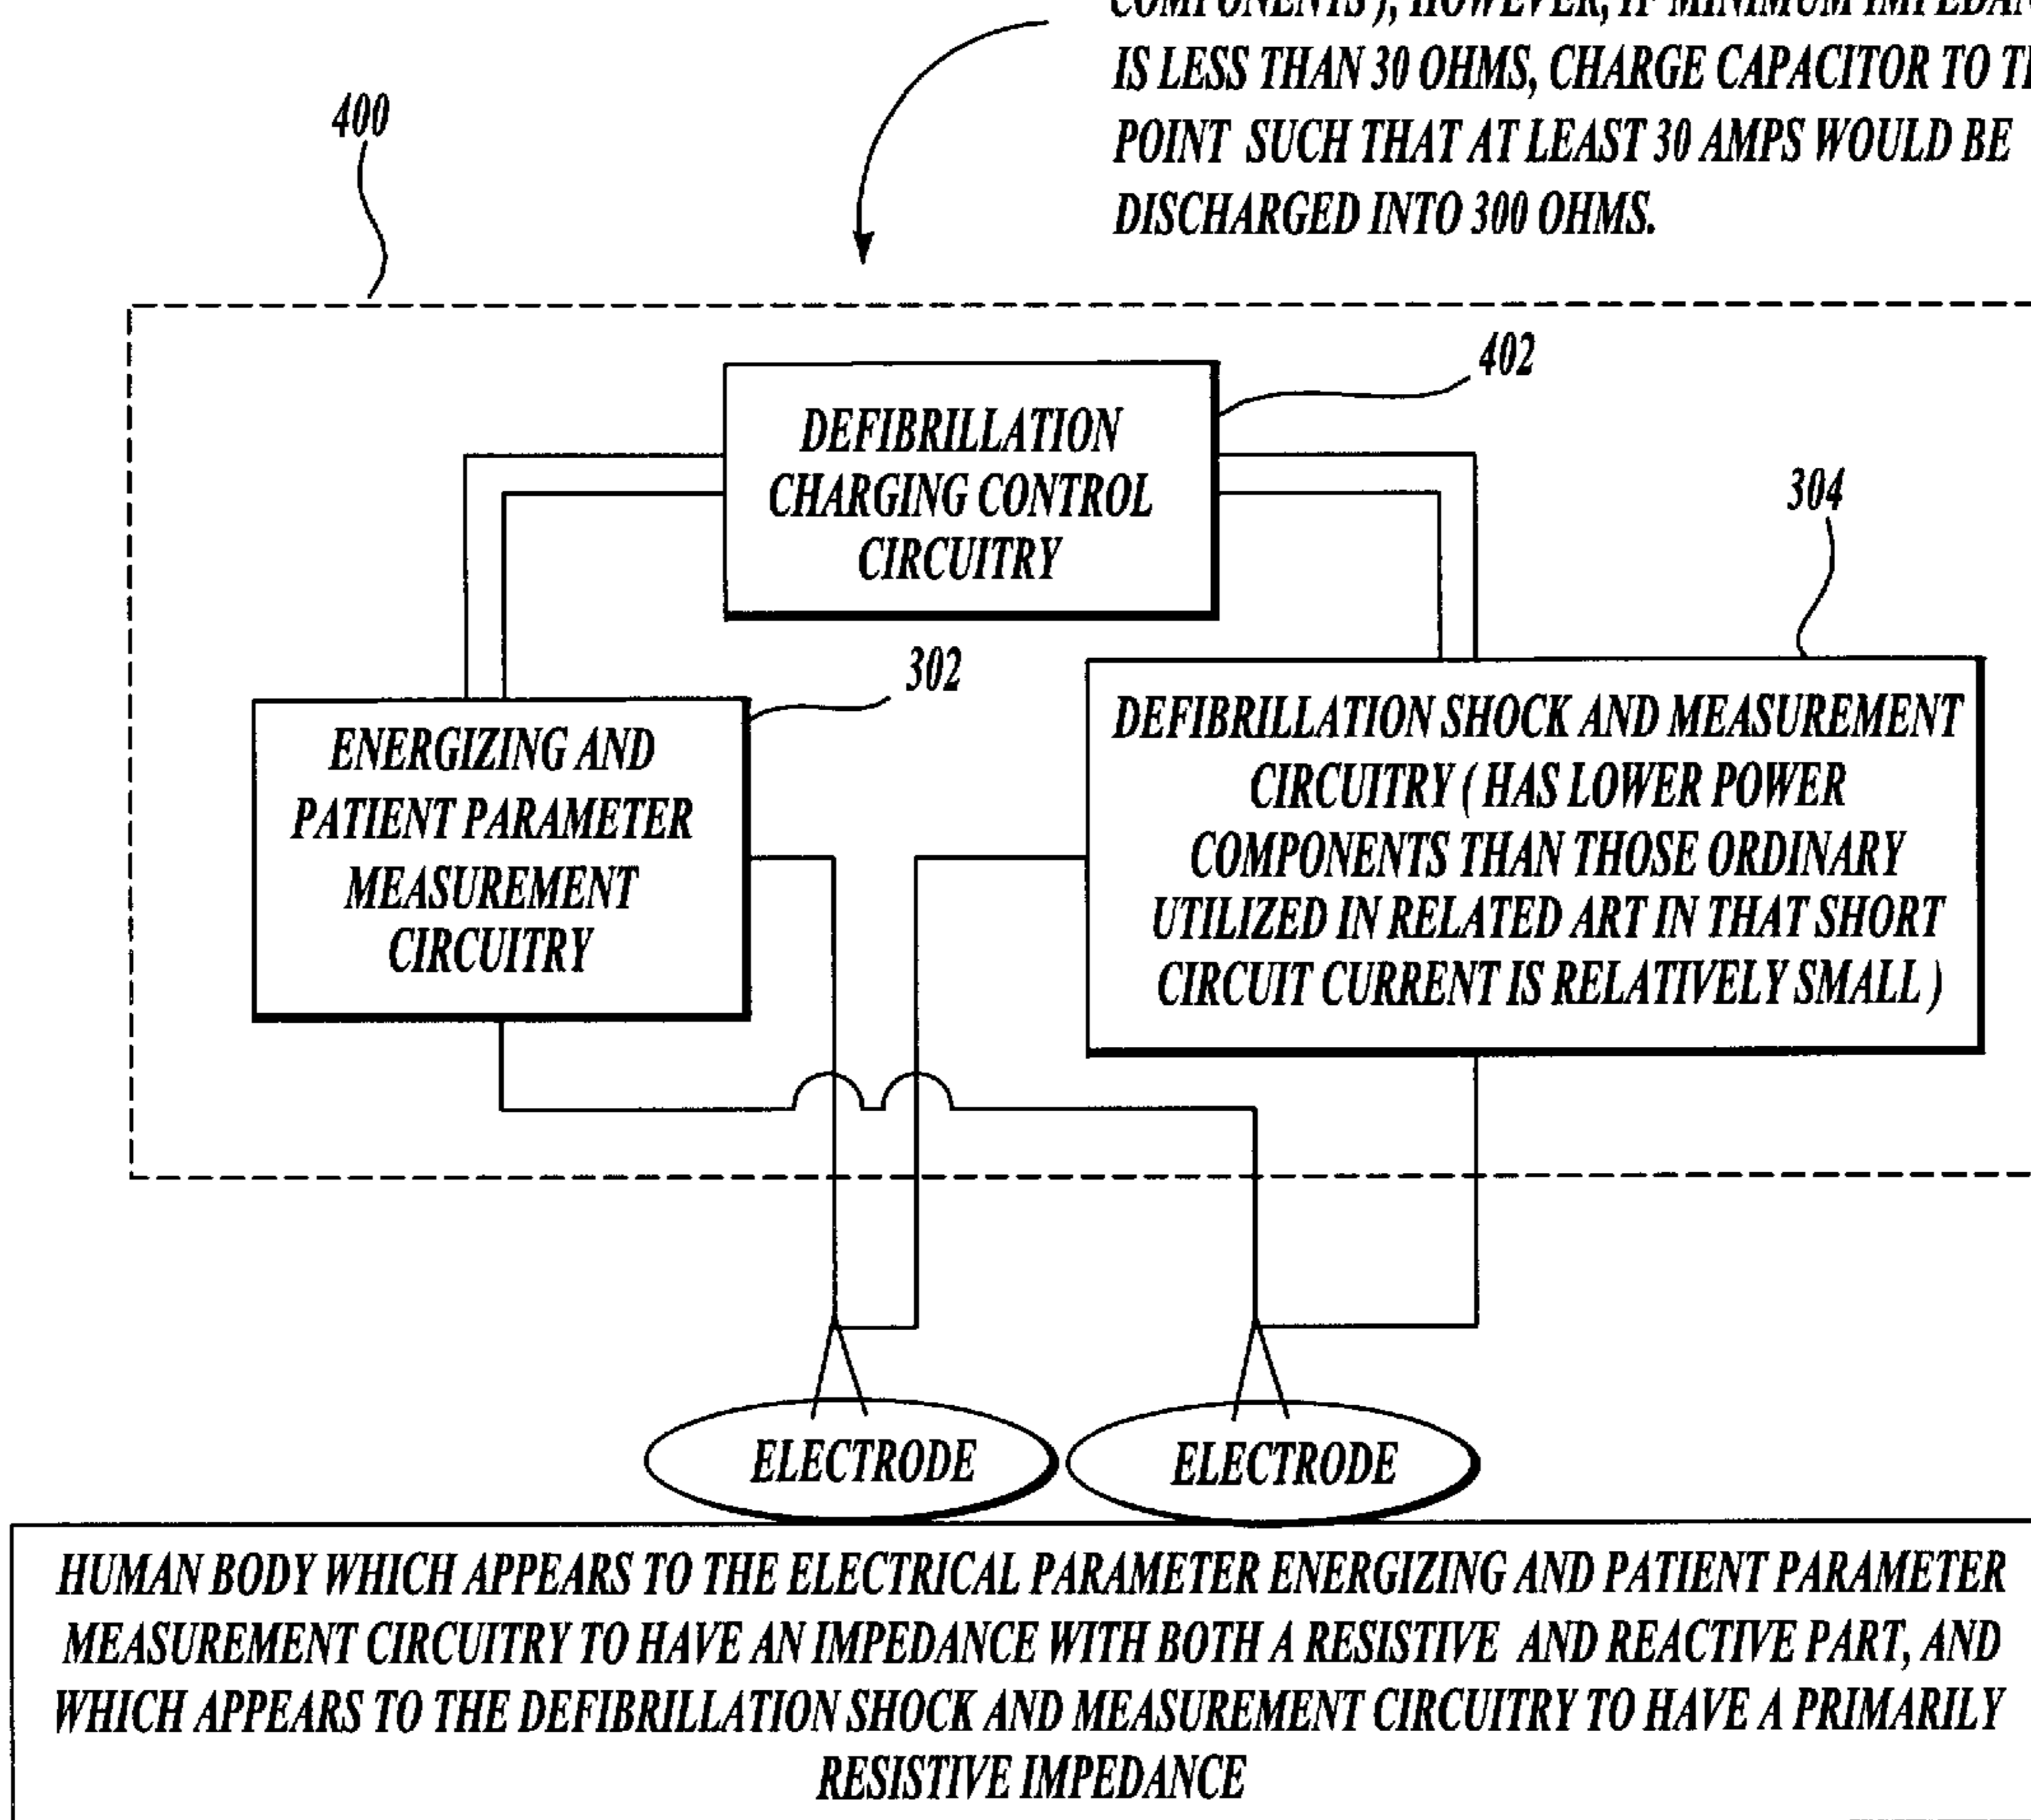 COMPONENTS), HOWEVER, IF MINIMUM
IS LESS THAN 30 OHMS, CHARGE CAPACITOR TO
POINT SUCH THAT AT LEAST 30 AMPS WOULD BE
DISCHARGED INTO 300 OHMS.
400
402
DEFIBRILLATION
CHARGING CONTROL
CIRCUITRY
304
302
ENERGIZING AND
PATIENT PARAMETER
MEASUREMENT
CIRCUITRY
DEFIBRILLATION SHOCK AND MEASUREMENT
CIRCUITRY ( HAS LOWER POWER
COMPONENTS THAN THOSE ORDINARY
UTILIZED IN RELATED ART IN THAT SHORT
CIRCUIT CURRENT IS RELATIVELY SMALL )
ELECTRODE
ELECTRODE
HUMAN BODY WHICH APPEARS TO THE ELECTRICAL PARAMETER ENERGIZING AND PATIENT PARAMETER
MEASUREMENT CIRCUITRY TO HAVE AN IMPEDANCE WITH BOTH A RESISTIVE AND REACTIVE PART, AND
WHICH APPEARS TO THE DEFIBRILLATION SHOCK AND MEASUREMENT CIRCUITRY TO HAVE A PRIMARILY
RESISTIVE IMPEDANCE